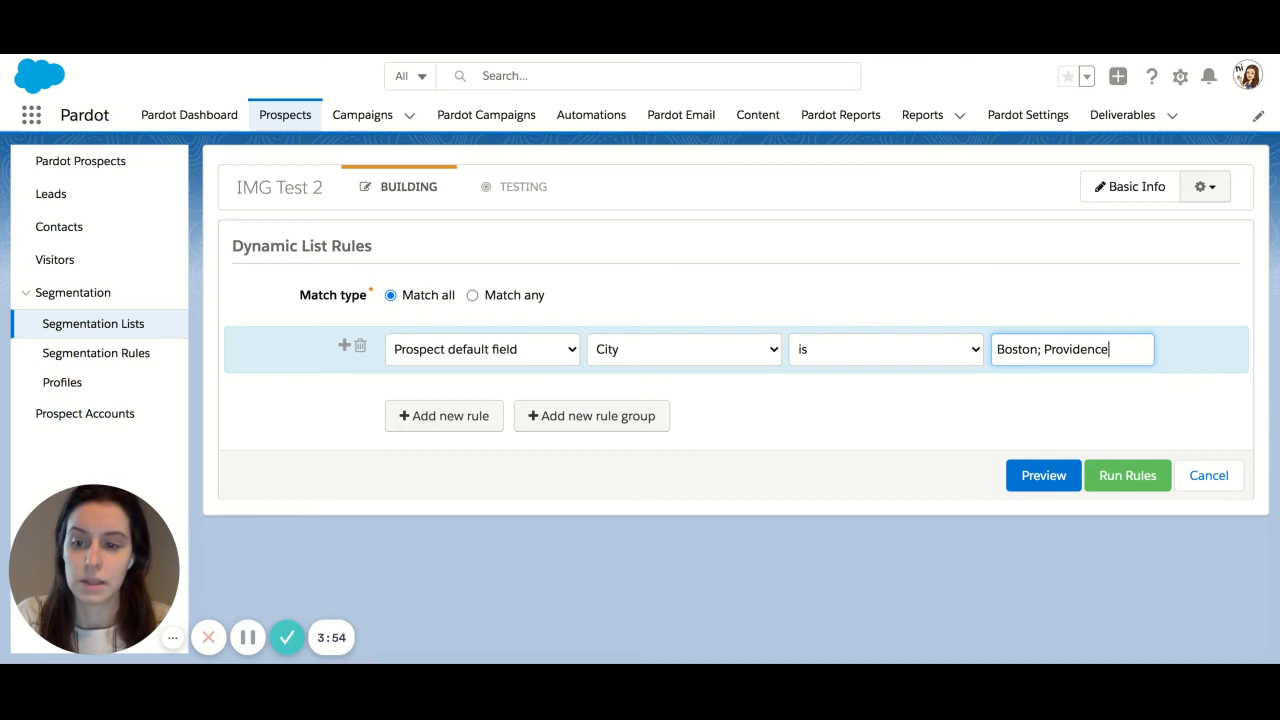 All
Search...
hi
Pardot
Pardot Dashboard
Prospects
Campaigns
Pardot Campaigns
Automations
Pardot Email
Content
Pardot Reports
Reports
Pardot Settings
Deliverables
Pardot Prospects
Leads
Contacts
Visitors
Segmentation
Segmentation Lists
Segmentation Rules
Profiles
Prospect Accounts
IMG Test 2
BUILDING
TESTING
Basic Info
Dynamic List Rules
Match type* Match all Match any
Prospect default field City is Boston; Providence
+ Add new rule + Add new rule group
Preview Run Rules Cancel
3:54